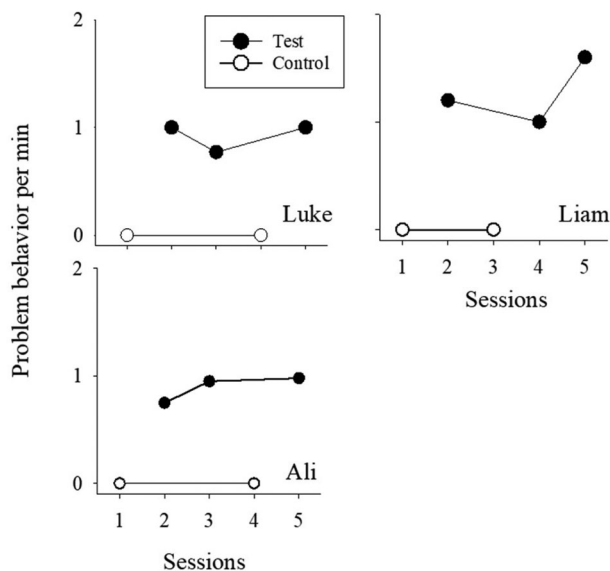 Problem behavior per min
2
1
0
Test
Control
Luke
Liam
1 2 3 4 5
Sessions
2
1
0
Ali
1 2 3 4 5
Sessions